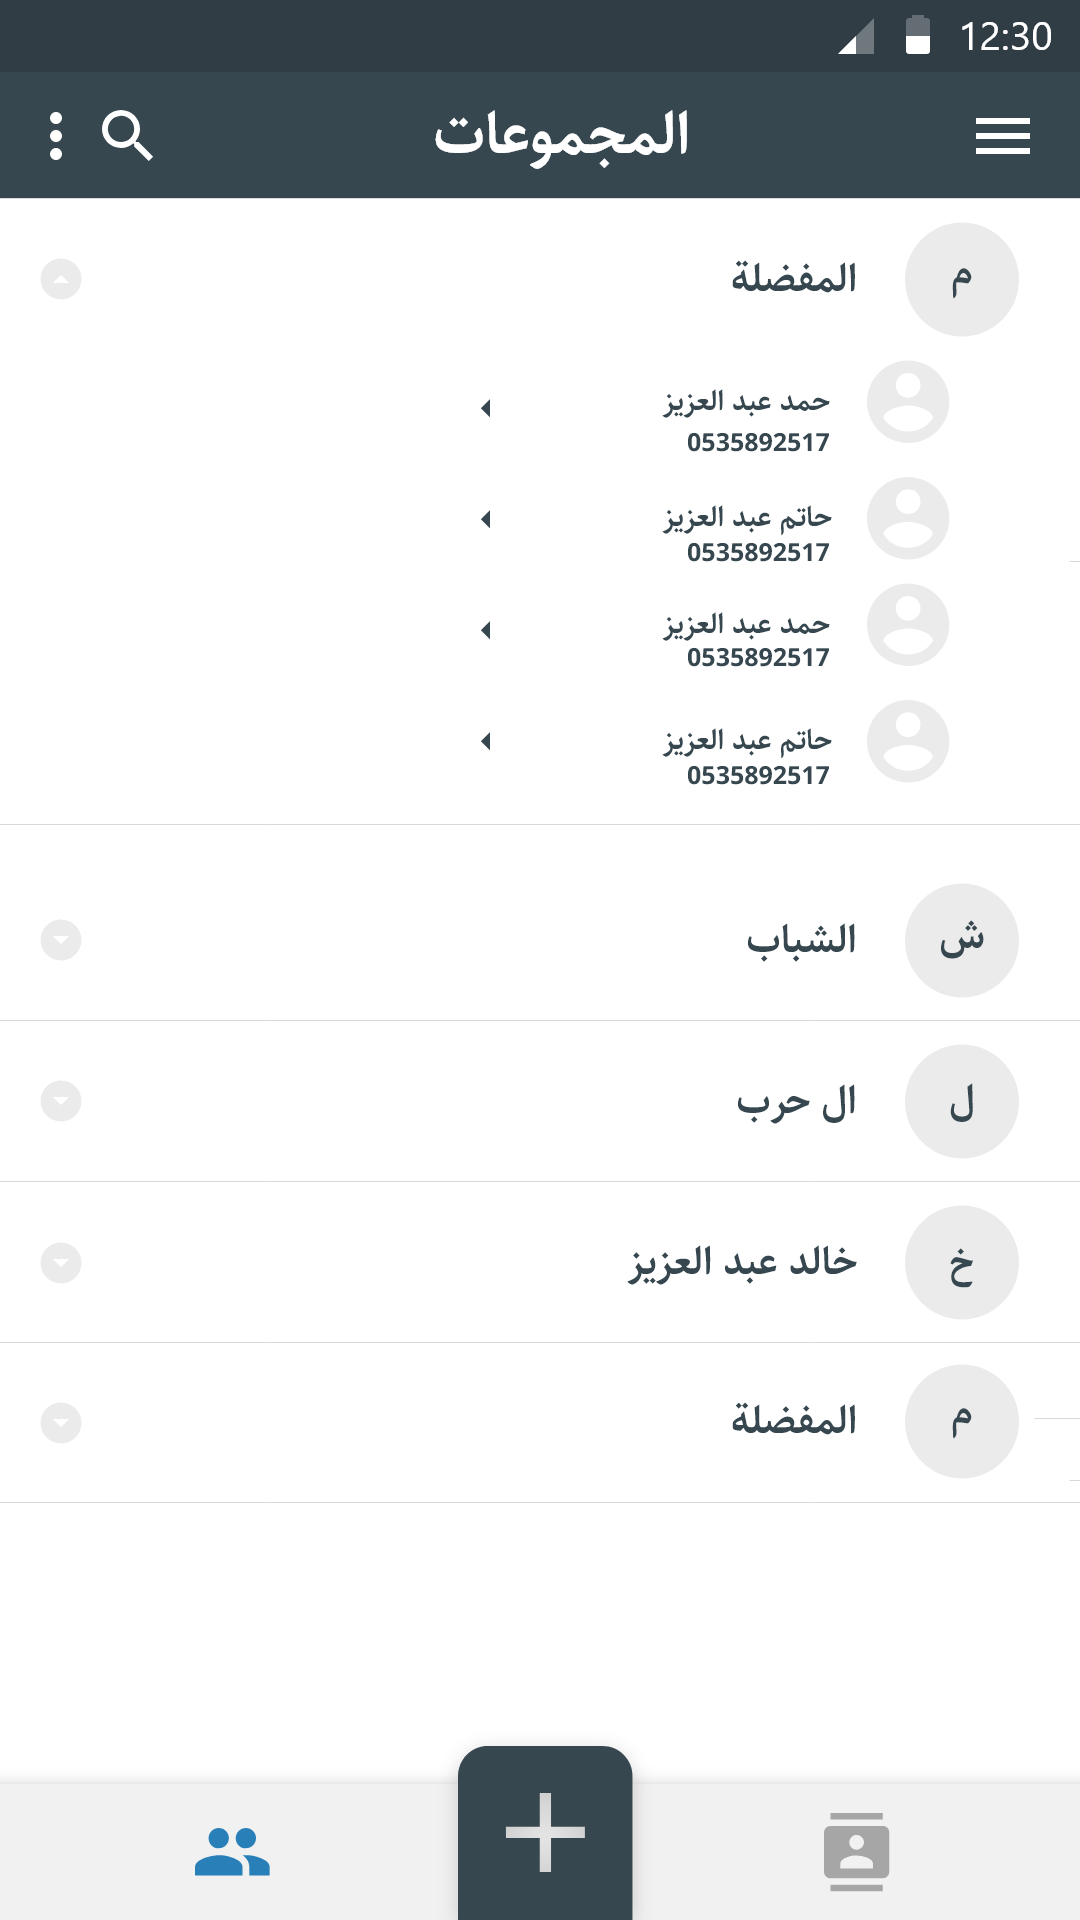 12:30
المجموعات
م
المفضلة
حمد عبد العزيز
0535892517
حاتم عبد العزيز
0535892517
حمد عبد العزيز
0535892517
حاتم عبد العزيز
0535892517
ش
الشباب
ل
ال حرب
خ
خالد عبد العزيز
م
المفضلة